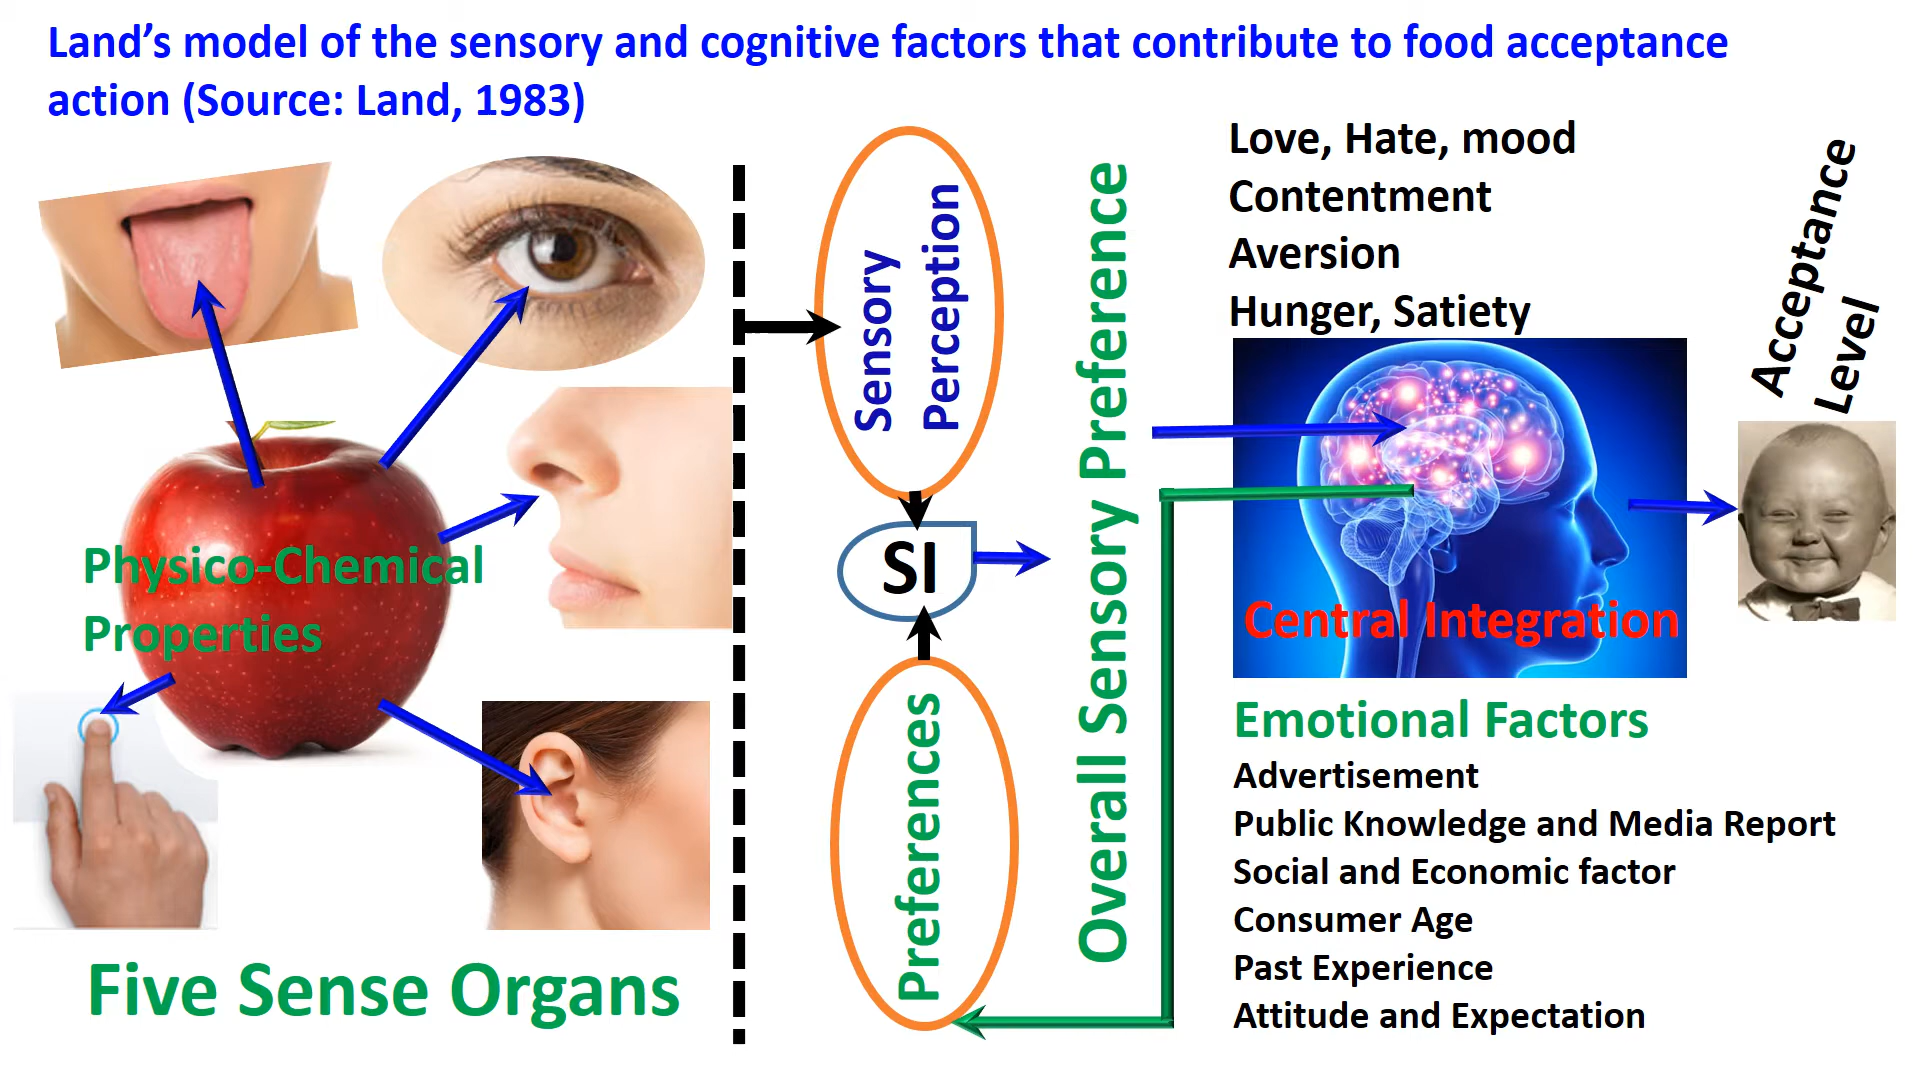 Land’s model of the sensory and cognitive factors that contribute to food acceptance
action (Source: Land, 1983)
Physico-Chemical
Properties
Five Sense Organs
Sensory
Perception
SI
Preferences
Overall Sensory Preference
Love, Hate, mood
Contentment
Aversion
Hunger, Satiety
Central Integration
Emotional Factors
Advertisement
Public Knowledge and Media Report
Social and Economic factor
Consumer Age
Past Experience
Attitude and Expectation
Acceptance
Level